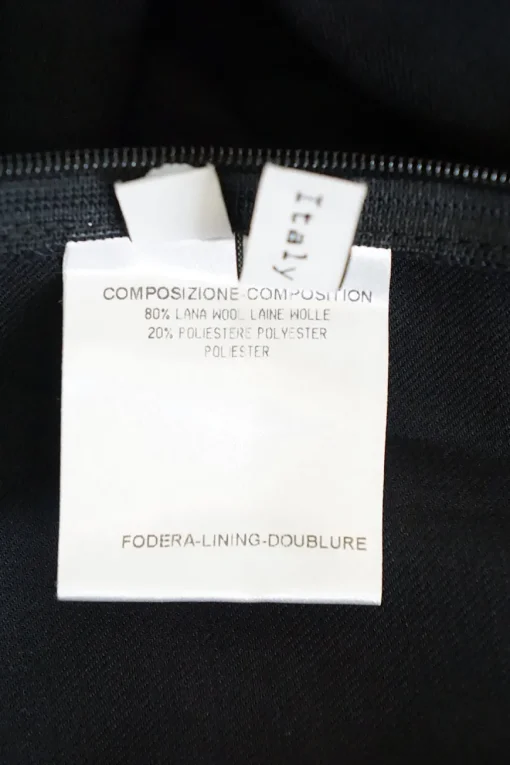 Italy
COMPOSIZIONE-COMPOSITION
80% LANA WOOL LAINE WOLLE
20% POLIESTERE POLYESTER
POLIESTER
FODERA-LINING-DOUBLURE